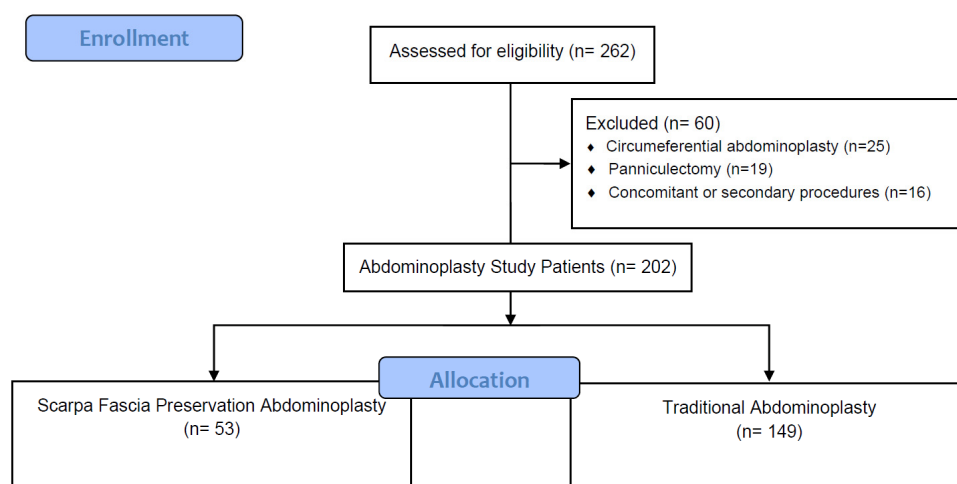 Enrollment
Assessed for eligibility (n= 262)
Excluded (n= 60)
♦ Circumeferential abdominoplasty (n=25)
♦ Panniculectomy (n=19)
♦ Concomitant or secondary procedures (n=16)
Abdominoplasty Study Patients (n= 202)
Allocation
Scarpa Fascia Preservation Abdominoplasty
(n= 53)
Traditional Abdominoplasty
(n= 149)